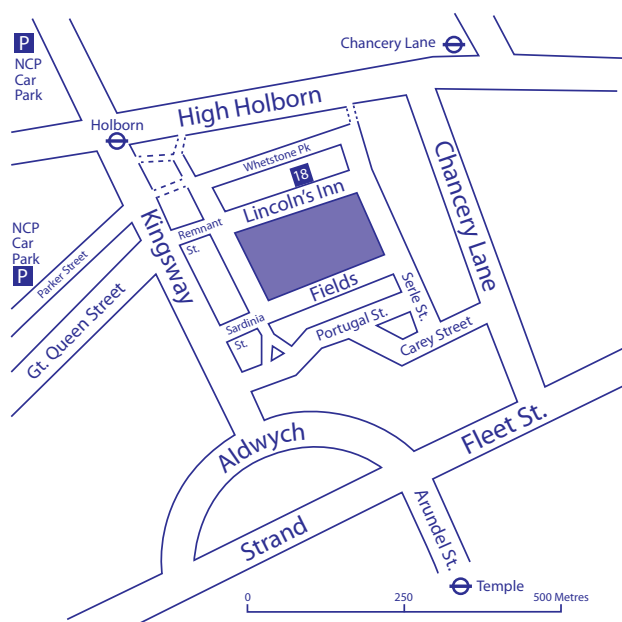 P
NCP
Car
Park
Chancery Lane
Holborn
High Holborn
Whetstone Pk
18
Lincoln's Inn
Chancery Lane
NCP
Car
Park
P
Parker Street
Kingsway
Remnant
St.
Gt. Queen Street
Fields
Serle St.
Sardinia
St.
Portugal St.
Carey Street
Aldwych
Fleet St.
Strand
Arundel St.
Temple
0
250
500 Metres